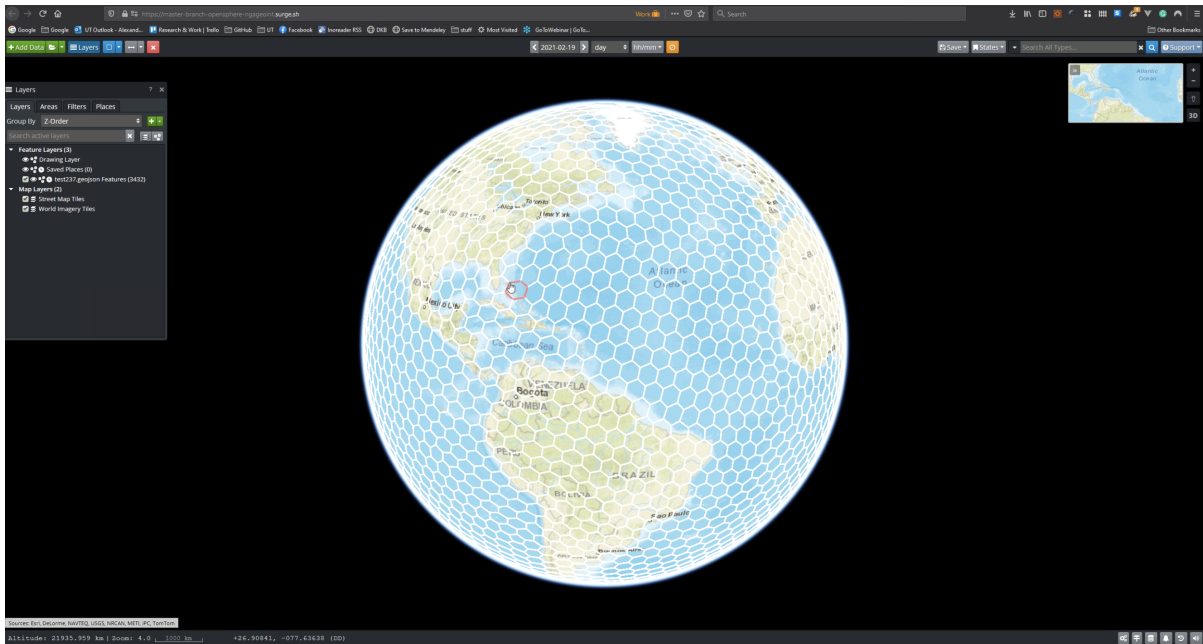 https://master-branch-opensphere-ngageoint.surge.sh
Work
Search
Google
Google
UT Outlook - Alexand...
Research & Work | Trello
GitHub
UT
Facebook
Inoreader RSS
DKB
Save to Mendeley
stuff
Most Visited
GoToWebinar | GoTo...
Other Bookmarks
+ Add Data
Layers
2021-02-19
day
hh/mm
Save
States
Search All Types...
Support
Layers
? ×
Layers Areas Filters Places
Group By Z-Order
Search active layers
Feature Layers (3)
Drawing Layer
Saved Places (0)
test237.geojson Features (3432)
Map Layers (2)
Street Map Tiles
World Imagery Tiles
Atlantic
Ocean
3D
Toronto
New York
Atlantic
Ocean
Mexico City
Caribbean Sea
VENEZUELA
Bogota
COLOMBIA
PERU
BRAZIL
BOLIVIA
Sao Paulo
Sources: Esri, DeLorme, NAVTEQ, USGS, NRCAN, METI, iPC, TomTom
Altitude: 21935.959 km | Zoom: 4.0 1000 km +26.90841, -077.63638 (DD)